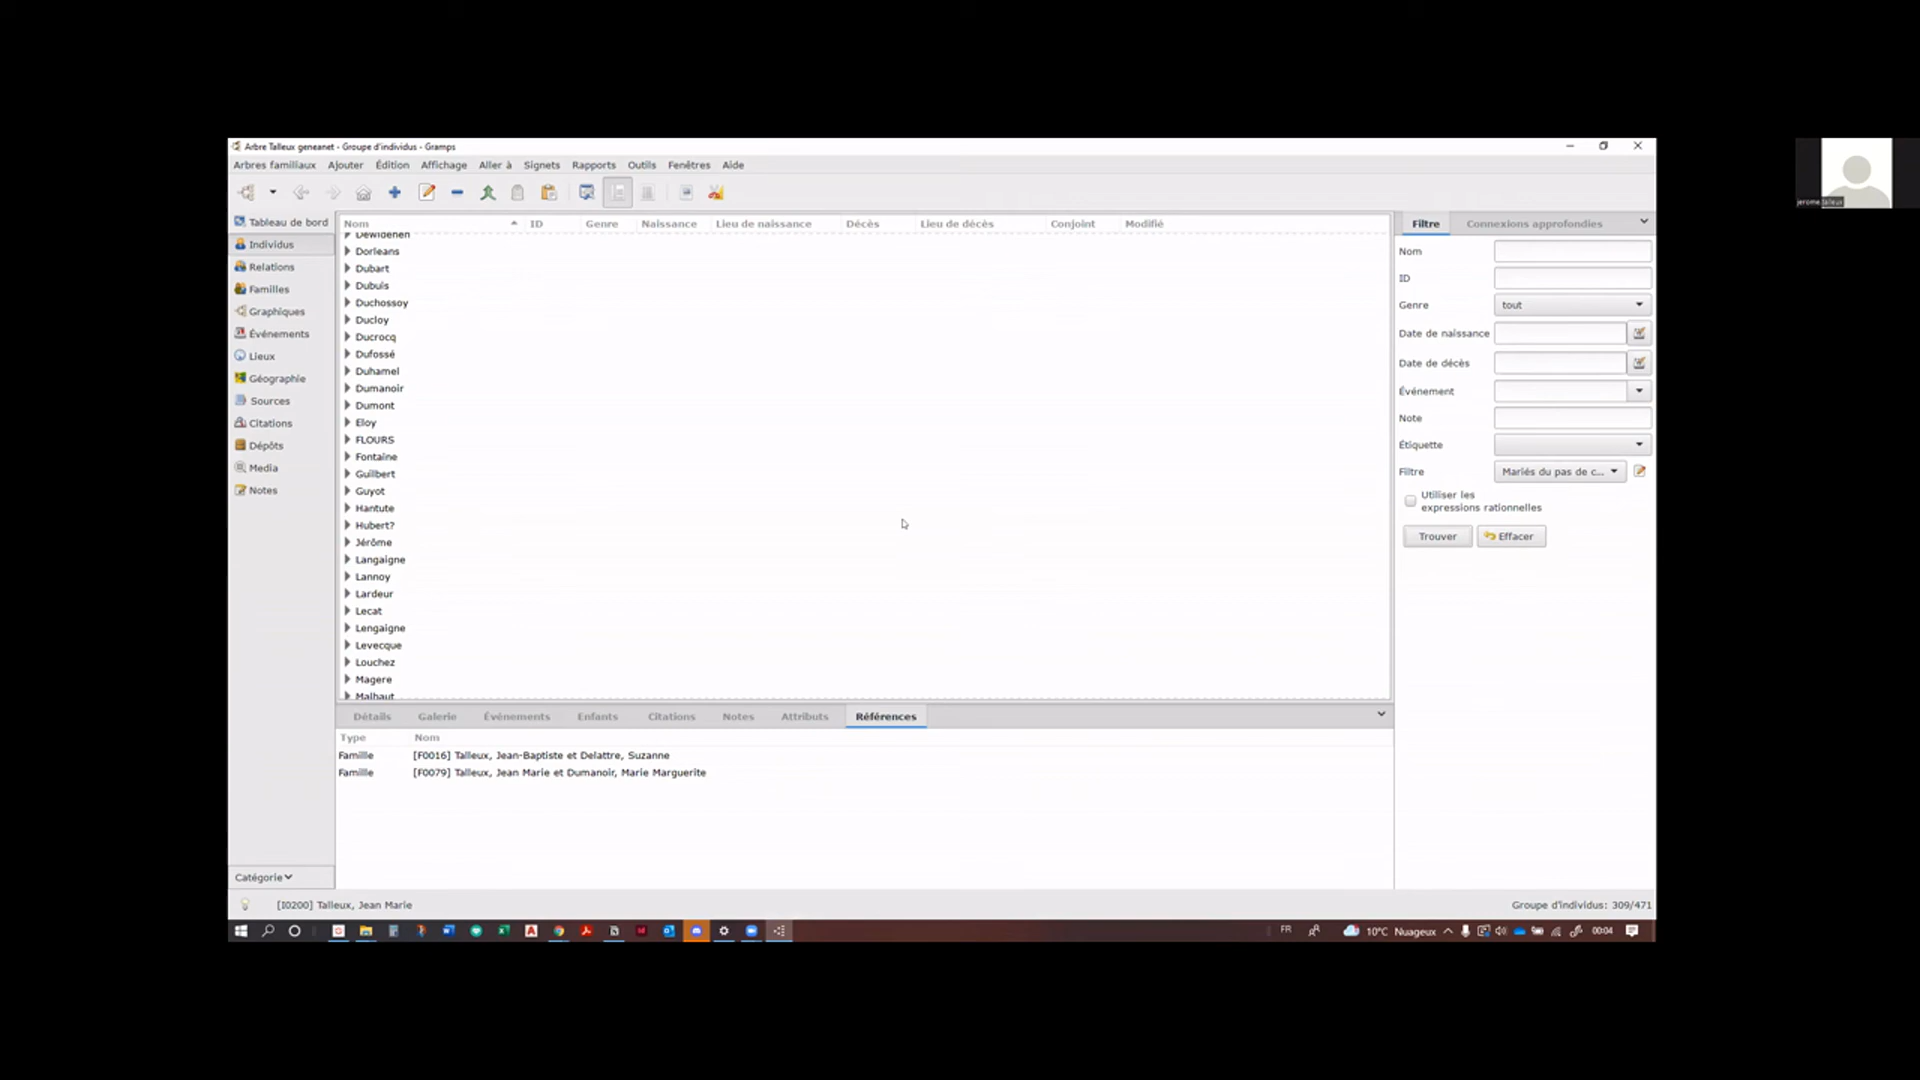 Arbre Talleux geneanet - Groupe d'individus - Gramps
Arbres familiaux Ajouter Affichage Édition Aller à Signets Rapports Outils Fenêtres Aide
Tableau de bord
Individus
Relations
Familles
Graphiques
Événements
Lieux
Géographie
Sources
Citations
Dépôts
Media
Notes
Catégorie
Nom ID Genre Naissance Lieu de naissance Décès Lieu de décès Conjoint Modifié
Dewidehen
Dorleans
Dubart
Dubuis
Duchossoy
Ducloy
Ducrocq
Dufossé
Duhamel
Dumanoir
Dumont
Eloy
FLOURS
Fontaine
Guilbert
Guyot
Hantute
Hubert?
Jérôme
Langaigne
Lannoy
Lardeur
Lecat
Lengaigne
Levecque
Louchez
Magere
Malhaut
Filtre Connexions approfondies
Nom
ID
Genre tout
Date de naissance
Date de décès
Événement
Note
Étiquette
Filtre Mariés du pas de c...
Utiliser les
expressions rationnelles
Trouver Effacer
Détails Galerie Événements Enfants Citations Notes Attributs Références
Type Nom
Famille [F0016] Talleux, Jean-Baptiste et Delattre, Suzanne
Famille [F0079] Talleux, Jean Marie et Dumanoir, Marie Marguerite
[I0200] Talleux, Jean Marie
Groupe d'individus: 309/471
FR 10°C Nuageux 00:04
jerome talleux